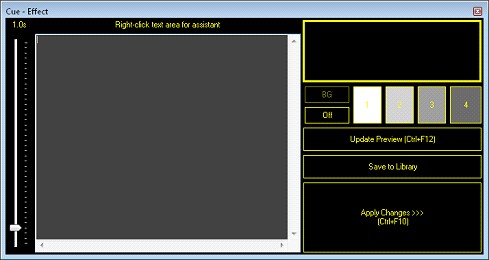 Cue - Effect
1.0s
Right-click text area for assistant
BG
Off
1
2
3
4
Update Preview (Ctrl+F12)
Save to Library
Apply Changes >>>
(Ctrl+F10)